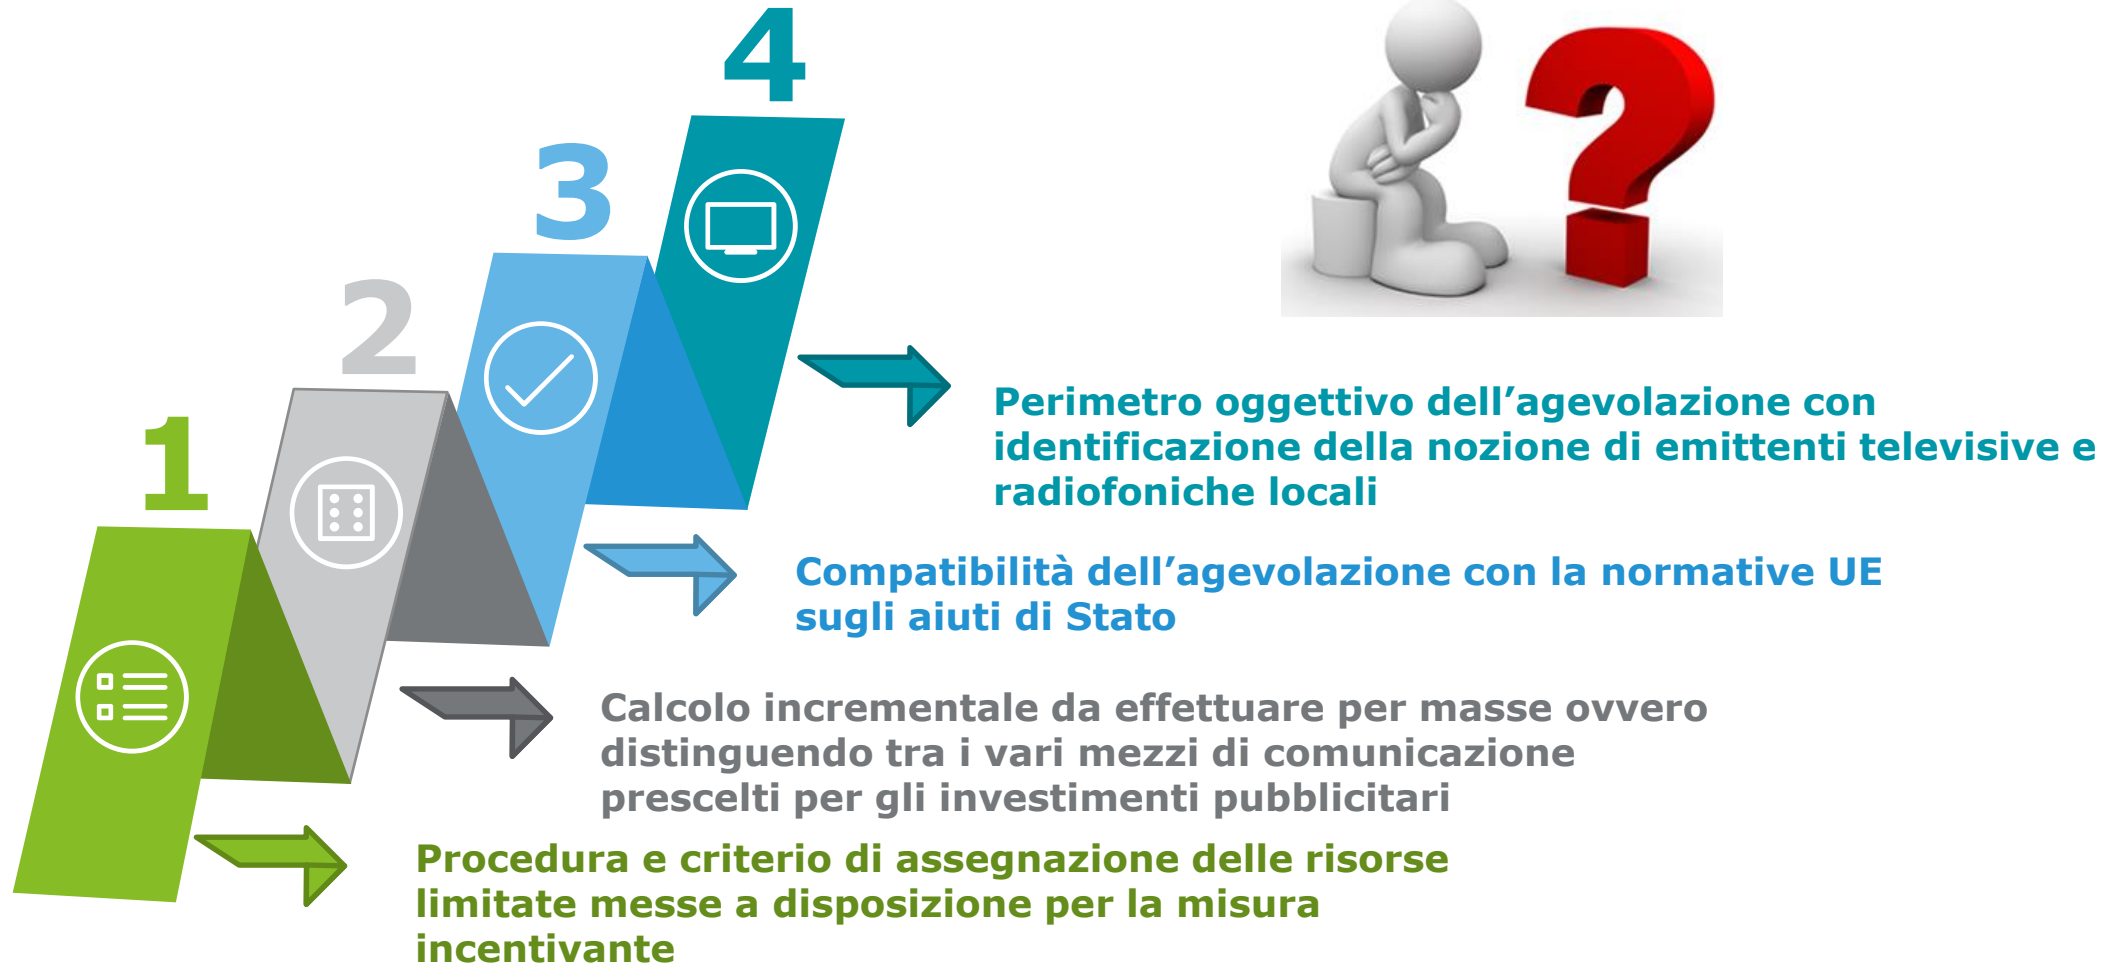 4
3
2
1
Perimetro oggettivo dell’agevolazione con
identificazione della nozione di emittenti televisive e
radiofoniche locali
Compatibilità dell’agevolazione con la normative UE
sugli aiuti di Stato
Calcolo incrementale da effettuare per masse ovvero
distinguendo tra i vari mezzi di comunicazione
prescelti per gli investimenti pubblicitari
Procedura e criterio di assegnazione delle risorse
limitate messe a disposizione per la misura
incentivante